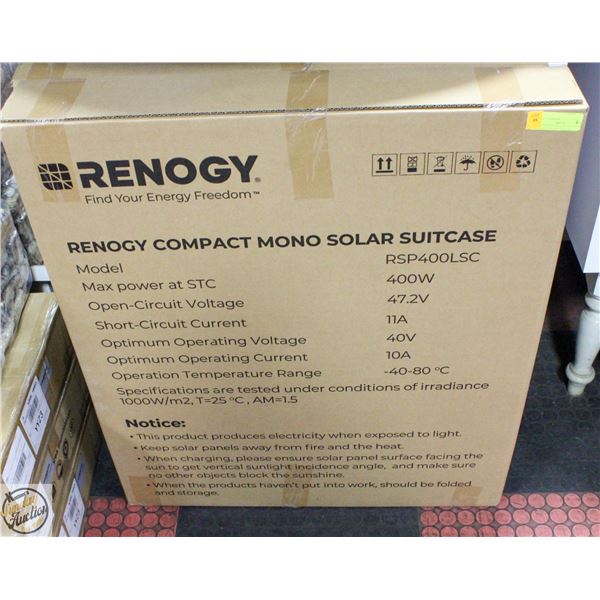 RENOGY
Find Your Energy Freedom™
RENOGY COMPACT MONO SOLAR SUITCASE
Model RSP400LSC
Max power at STC 400W
Open-Circuit Voltage 47.2V
Short-Circuit Current 11A
Optimum Operating Voltage 40V
Optimum Operating Current 10A
Operation Temperature Range -40-80 °C
Specifications are tested under conditions of irradiance
1000W/m2, T=25 °C , AM=1.5
Notice:
• This product produces electricity when exposed to light.
• Keep solar panels away from fire and the heat.
• When charging, please ensure solar panel surface facing the
sun to get vertical sunlight incidence angle, and make sure
no other objects block the sunshine.
• When the products haven't put into work, should be folded
and storage.
Auction